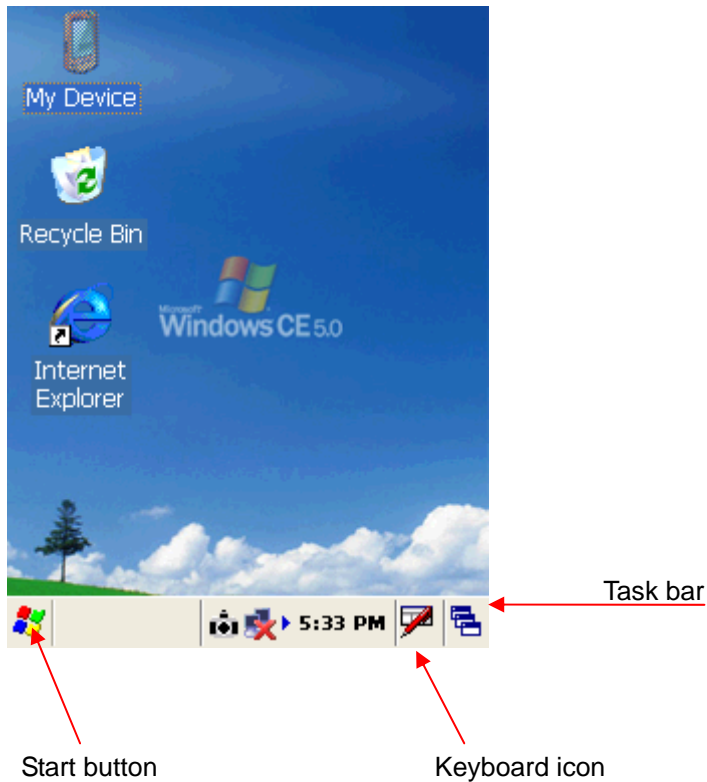 My Device
Recycle Bin
Microsoft
Windows CE 5.0
Internet
Explorer
Task bar
5:33 PM
Start button
Keyboard icon